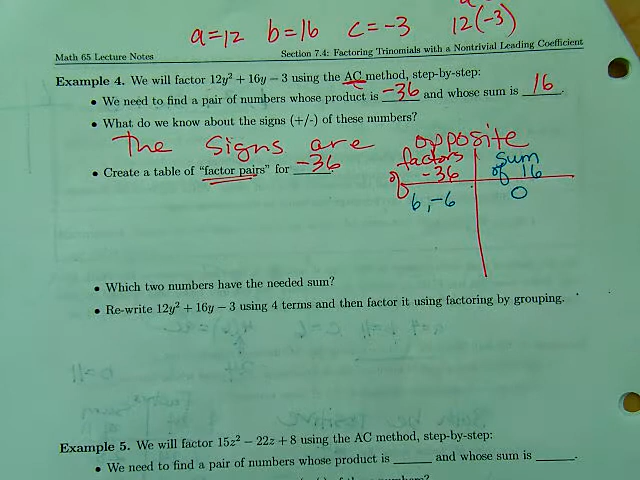 a=12 b=16 c=-3 12(-3)
Math 65 Lecture Notes Section 7.4: Factoring Trinomials with a Nontrivial Leading Coefficient
Example 4. We will factor 12y² + 16y − 3 using the AC method, step-by-step:
• We need to find a pair of numbers whose product is -36 and whose sum is 16.
• What do we know about the signs (+/-) of these numbers?
The signs are opposite
• Create a table of "factor pairs" for -36
factors of -36
sum of 16
6, -6 0
• Which two numbers have the needed sum?
• Re-write 12y² + 16y − 3 using 4 terms and then factor it using factoring by grouping.
Example 5. We will factor 15z² − 22z + 8 using the AC method, step-by-step:
• We need to find a pair of numbers whose product is ______ and whose sum is ______.